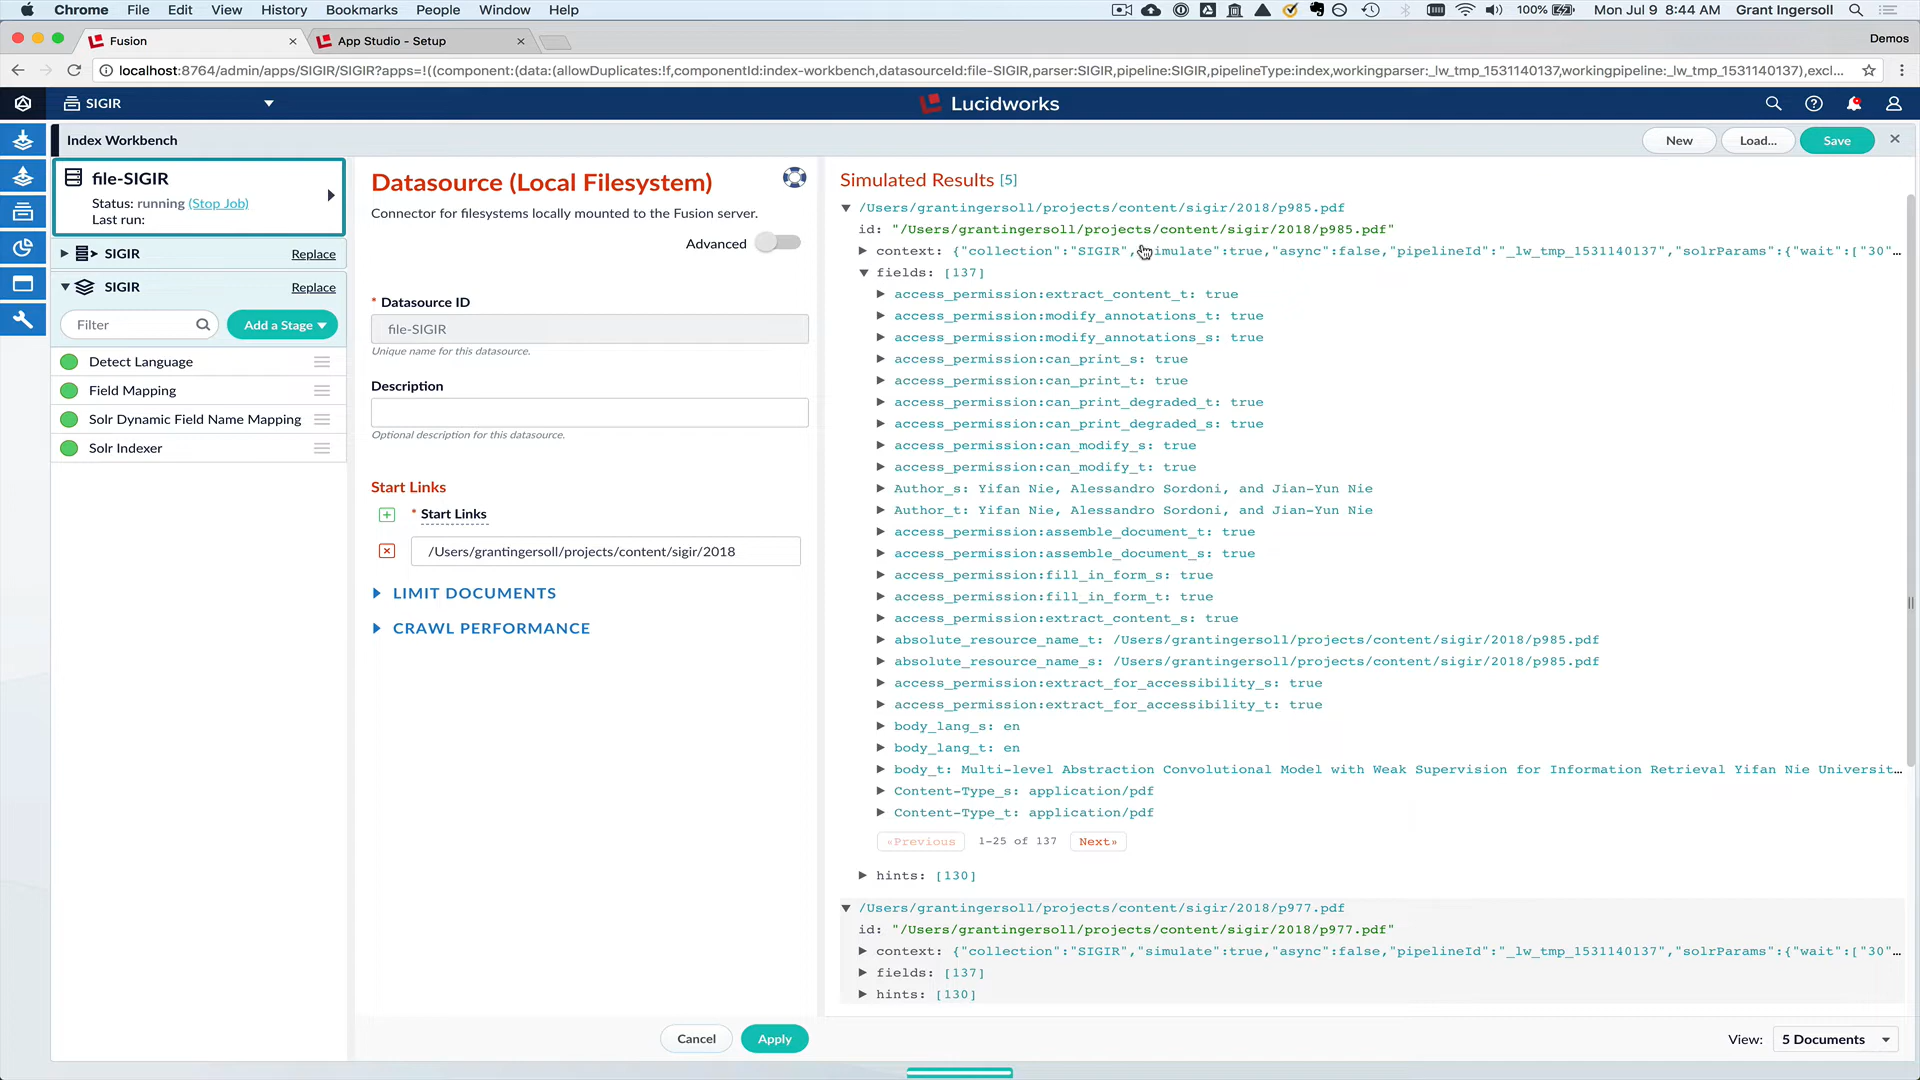 Chrome File Edit View History Bookmarks People Window Help 100% Mon Jul 9 8:44 AM Grant Ingersoll
Fusion App Studio - Setup Demos
localhost:8764/admin/apps/SIGIR/SIGIR?apps=!((component:(data:(allowDuplicates:!f,componentId:index-workbench,datasourceId:file-SIGIR,parser:SIGIR,pipeline:SIGIR,pipelineType:index,workingparser:_lw_tmp_1531140137,workingpipeline:_lw_tmp_1531140137),excl...
SIGIR Lucidworks
Index Workbench New Load... Save
file-SIGIR
Status: running (Stop Job)
Last run:
SIGIR Replace
SIGIR Replace
Filter Add a Stage
Detect Language
Field Mapping
Solr Dynamic Field Name Mapping
Solr Indexer
Datasource (Local Filesystem)
Connector for filesystems locally mounted to the Fusion server.
Advanced
* Datasource ID
file-SIGIR
Unique name for this datasource.
Description
Optional description for this datasource.
Start Links
* Start Links
/Users/grantingersoll/projects/content/sigir/2018
LIMIT DOCUMENTS
CRAWL PERFORMANCE
Cancel Apply
Simulated Results [5]
/Users/grantingersoll/projects/content/sigir/2018/p985.pdf
id: "/Users/grantingersoll/projects/content/sigir/2018/p985.pdf"
context: {"collection":"SIGIR","simulate":true,"async":false,"pipelineId":"_lw_tmp_1531140137","solrParams":{"wait":["30"...
fields: [137]
access_permission:extract_content_t: true
access_permission:modify_annotations_t: true
access_permission:modify_annotations_s: true
access_permission:can_print_s: true
access_permission:can_print_t: true
access_permission:can_print_degraded_t: true
access_permission:can_print_degraded_s: true
access_permission:can_modify_s: true
access_permission:can_modify_t: true
Author_s: Yifan Nie, Alessandro Sordoni, and Jian-Yun Nie
Author_t: Yifan Nie, Alessandro Sordoni, and Jian-Yun Nie
access_permission:assemble_document_t: true
access_permission:assemble_document_s: true
access_permission:fill_in_form_s: true
access_permission:fill_in_form_t: true
access_permission:extract_content_s: true
absolute_resource_name_t: /Users/grantingersoll/projects/content/sigir/2018/p985.pdf
absolute_resource_name_s: /Users/grantingersoll/projects/content/sigir/2018/p985.pdf
access_permission:extract_for_accessibility_s: true
access_permission:extract_for_accessibility_t: true
body_lang_s: en
body_lang_t: en
body_t: Multi-level Abstraction Convolutional Model with Weak Supervision for Information Retrieval Yifan Nie Universit...
Content-Type_s: application/pdf
Content-Type_t: application/pdf
«Previous 1-25 of 137 Next»
hints: [130]
/Users/grantingersoll/projects/content/sigir/2018/p977.pdf
id: "/Users/grantingersoll/projects/content/sigir/2018/p977.pdf"
context: {"collection":"SIGIR","simulate":true,"async":false,"pipelineId":"_lw_tmp_1531140137","solrParams":{"wait":["30"...
fields: [137]
hints: [130]
View: 5 Documents